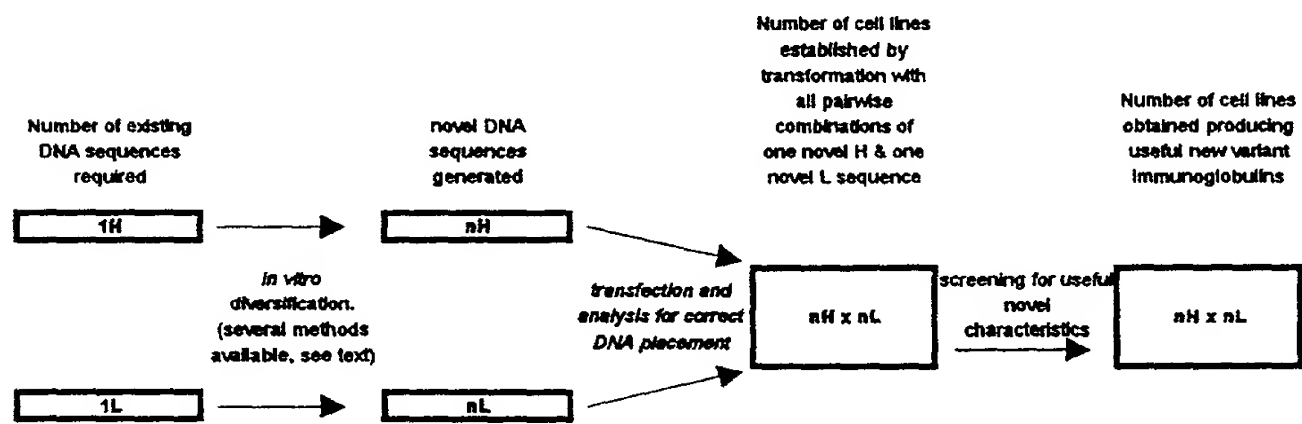 Number of existing
DNA sequences
required
novel DNA
sequences
generated
Number of cell lines
established by
transformation with
all pairwise
combinations of
one novel H & one
novel L sequence
Number of cell lines
obtained producing
useful new variant
immunoglobulins
1H
nH
in vitro
diversification.
(several methods
available, see text)
transfection and
analysis for correct
DNA placement
nH x nL
screening for useful
novel
characteristics
nH x nL
1L
nL